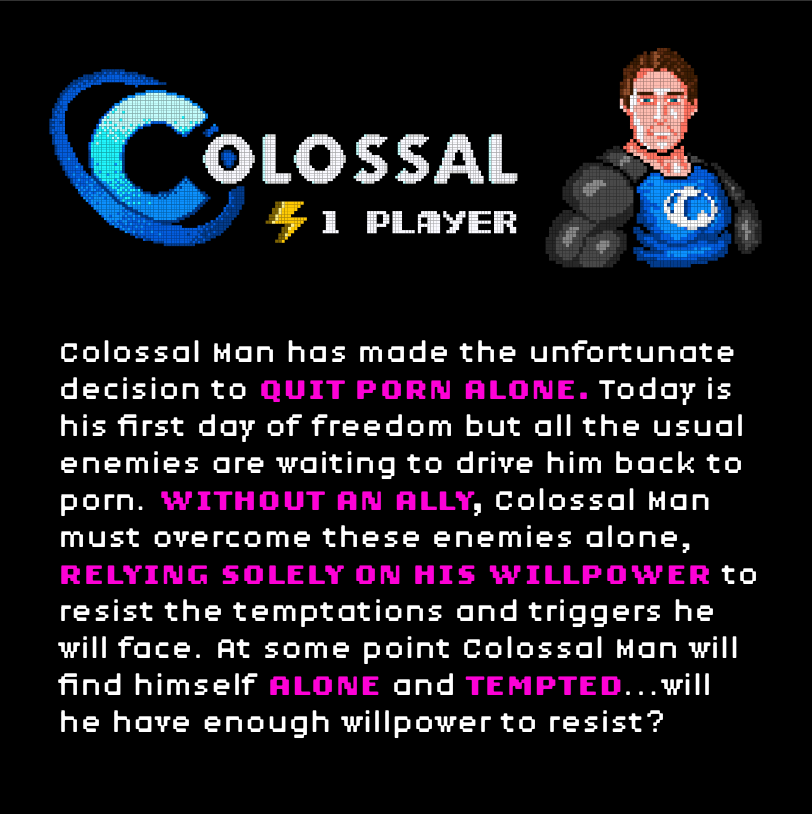 COLOSSAL
1 PLAYER
Colossal Man has made the unfortunate
decision to QUIT PORN ALONE. Today is
his first day of freedom but all the usual
enemies are waiting to drive him back to
porn. WITHOUT AN ALLY, Colossal Man
must overcome these enemies alone,
RELYING SOLELY ON HIS WILLPOWER to
resist the temptations and triggers he
will face. At some point Colossal Man will
find himself ALONE and TEMPTED...will
he have enough willpower to resist?